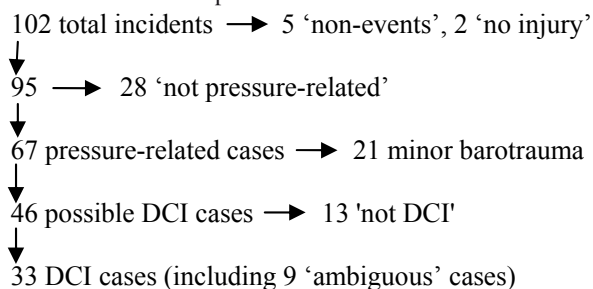 102 total incidents → 5 ‘non-events’, 2 ‘no injury’
95 → 28 ‘not pressure-related’
67 pressure-related cases → 21 minor barotrauma
46 possible DCI cases → 13 'not DCI'
33 DCI cases (including 9 ‘ambiguous’ cases)